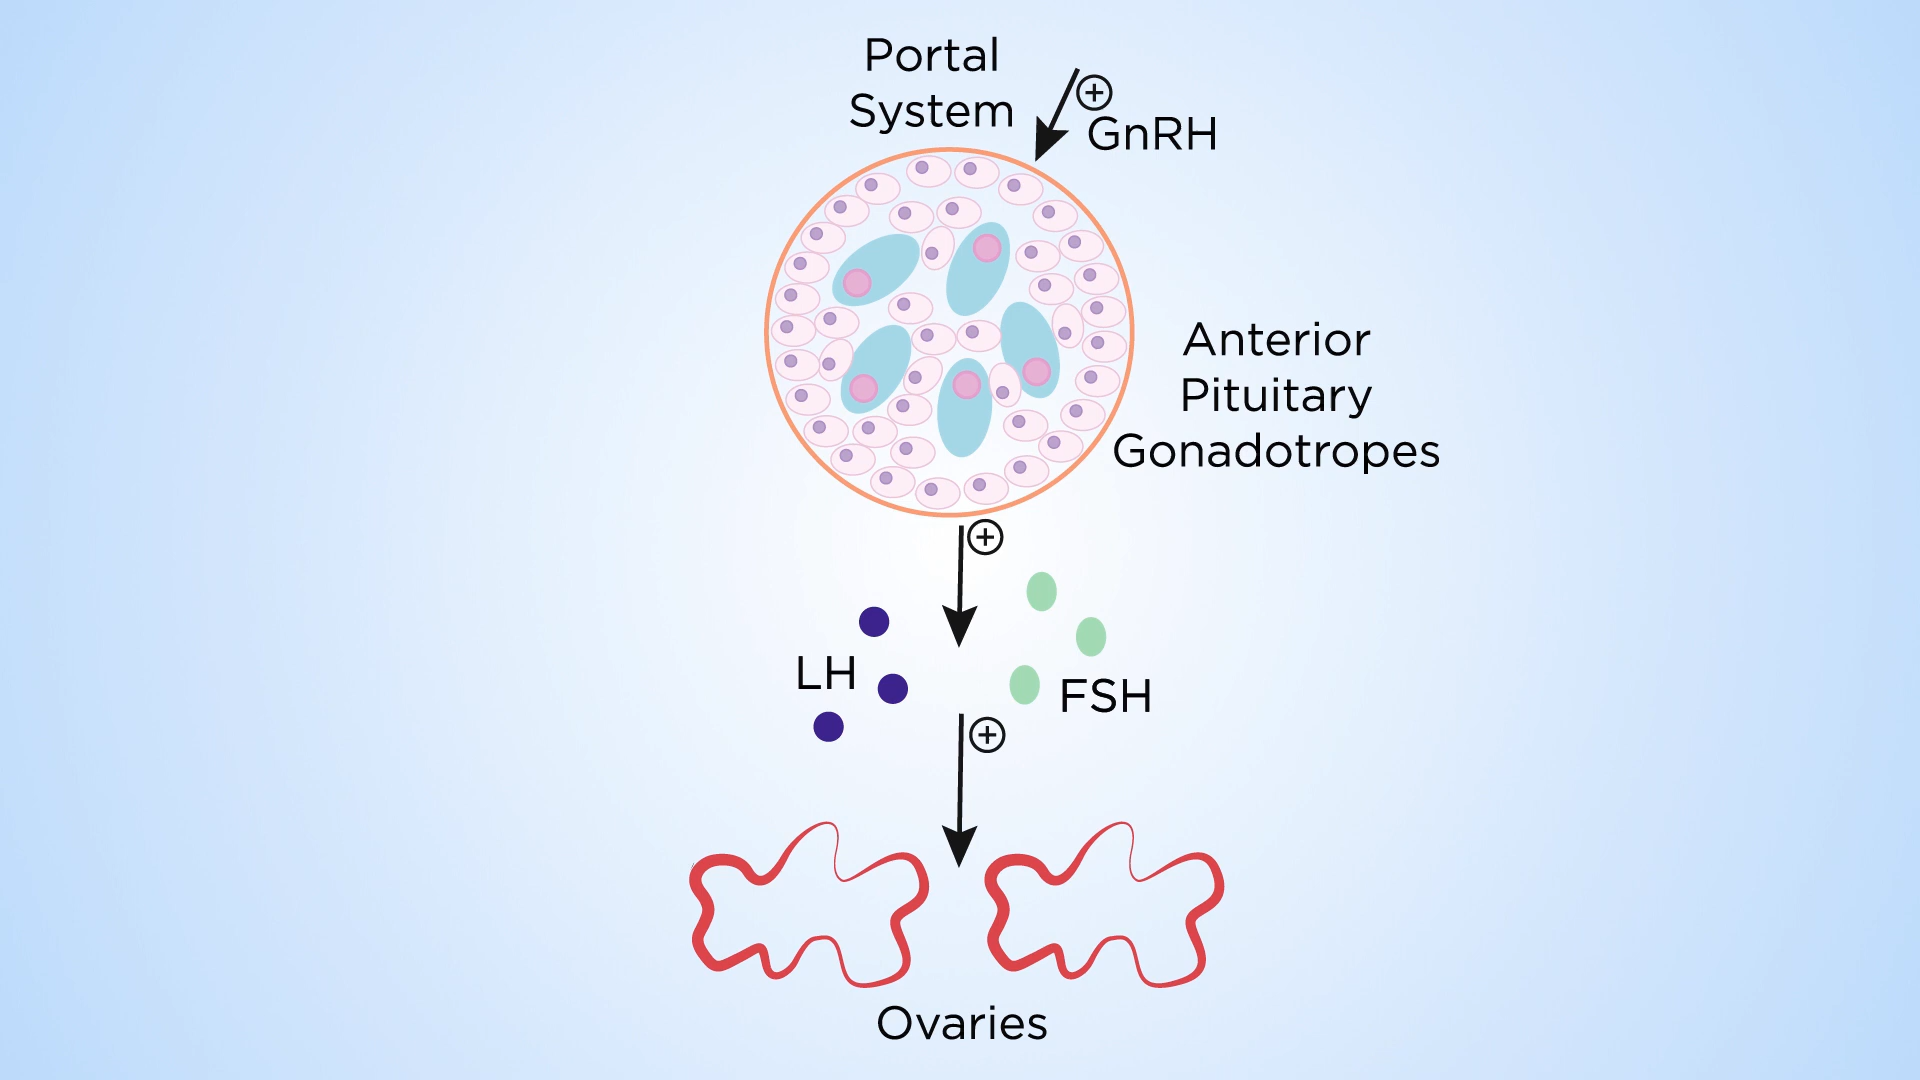 Portal
System
⊕
GnRH
Anterior
Pituitary
Gonadotropes
⊕
LH
FSH
⊕
Ovaries